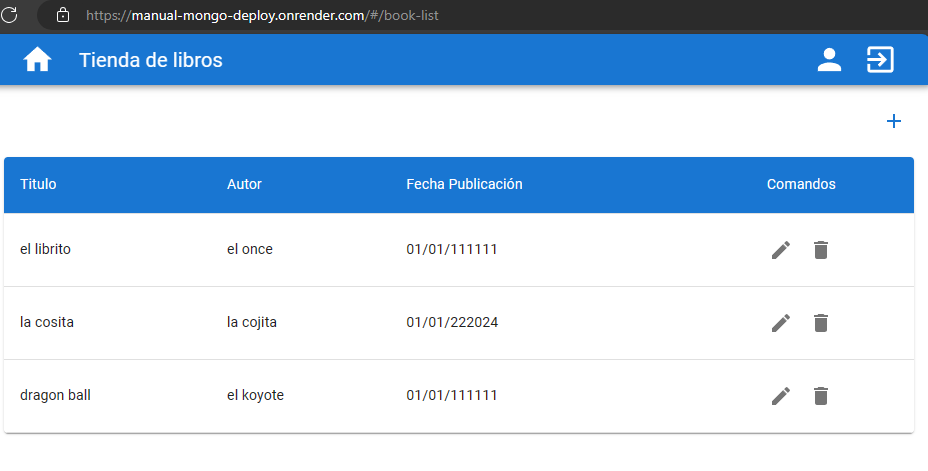 https://manual-mongo-deploy.onrender.com/#/book-list
Tienda de libros
Titulo Autor Fecha Publicación Comandos
el librito el once 01/01/111111
la cosita la cojita 01/01/222024
dragon ball el koyote 01/01/111111